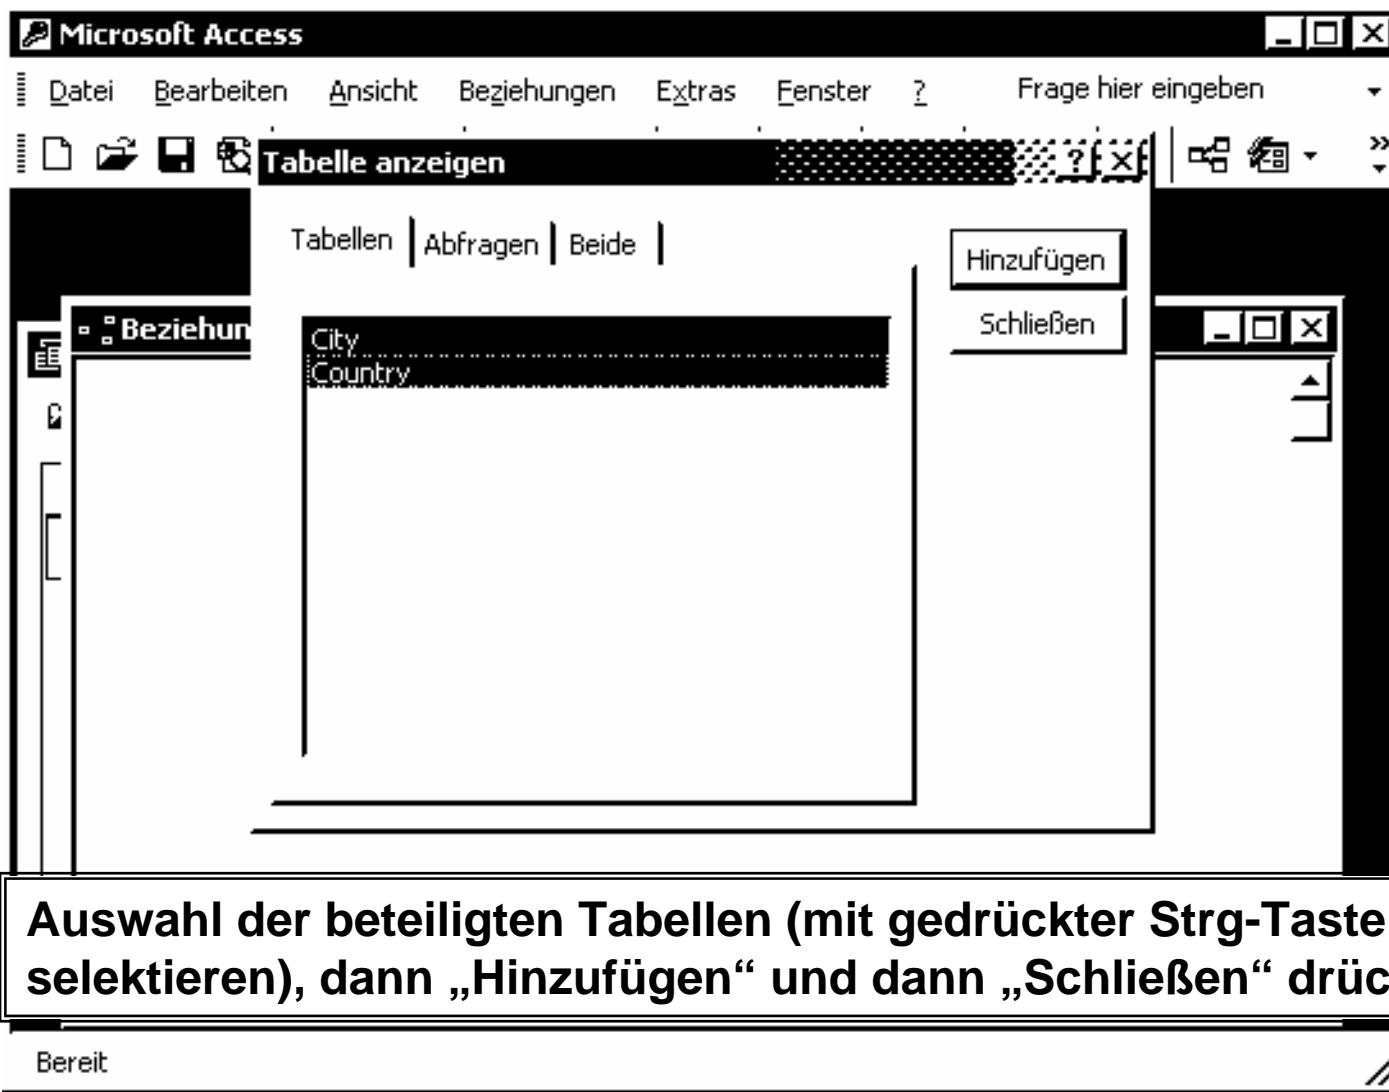 Microsoft Access
Datei Bearbeiten Ansicht Beziehungen Extras Fenster ? Frage hier eingeben
Tabelle anzeigen
Tabellen Abfragen Beide
Hinzufügen
Schließen
Beziehun
City
Country
Auswahl der beteiligten Tabellen (mit gedrückter Strg-Taste
selektieren), dann „Hinzufügen“ und dann „Schließen“ drüc
Bereit